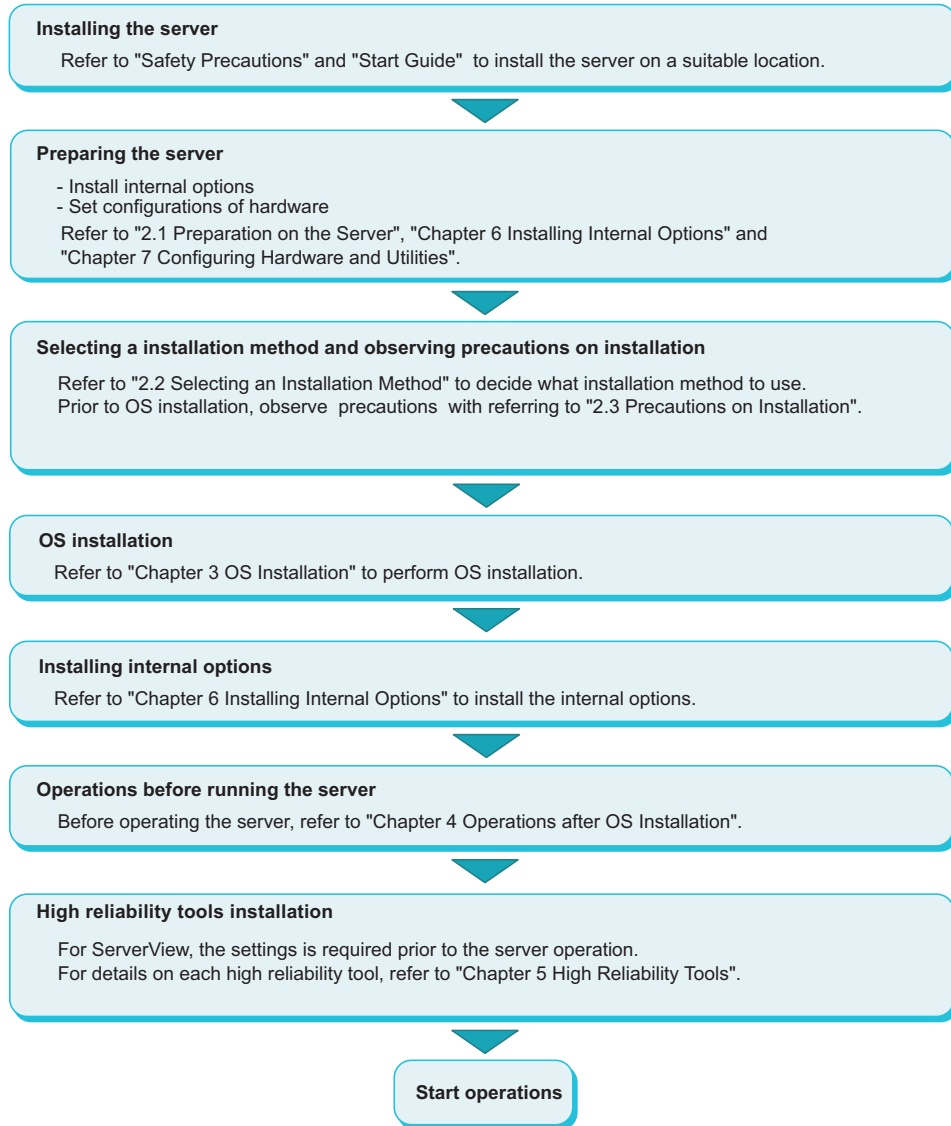 Installing the server
Refer to "Safety Precautions" and "Start Guide" to install the server on a suitable location.
Preparing the server
- Install internal options
- Set configurations of hardware
Refer to "2.1 Preparation on the Server", "Chapter 6 Installing Internal Options" and
"Chapter 7 Configuring Hardware and Utilities".
Selecting a installation method and observing precautions on installation
Refer to "2.2 Selecting an Installation Method" to decide what installation method to use.
Prior to OS installation, observe precautions with referring to "2.3 Precautions on Installation".
OS installation
Refer to "Chapter 3 OS Installation" to perform OS installation.
Installing internal options
Refer to "Chapter 6 Installing Internal Options" to install the internal options.
Operations before running the server
Before operating the server, refer to "Chapter 4 Operations after OS Installation".
High reliability tools installation
For ServerView, the settings is required prior to the server operation.
For details on each high reliability tool, refer to "Chapter 5 High Reliability Tools".
Start operations